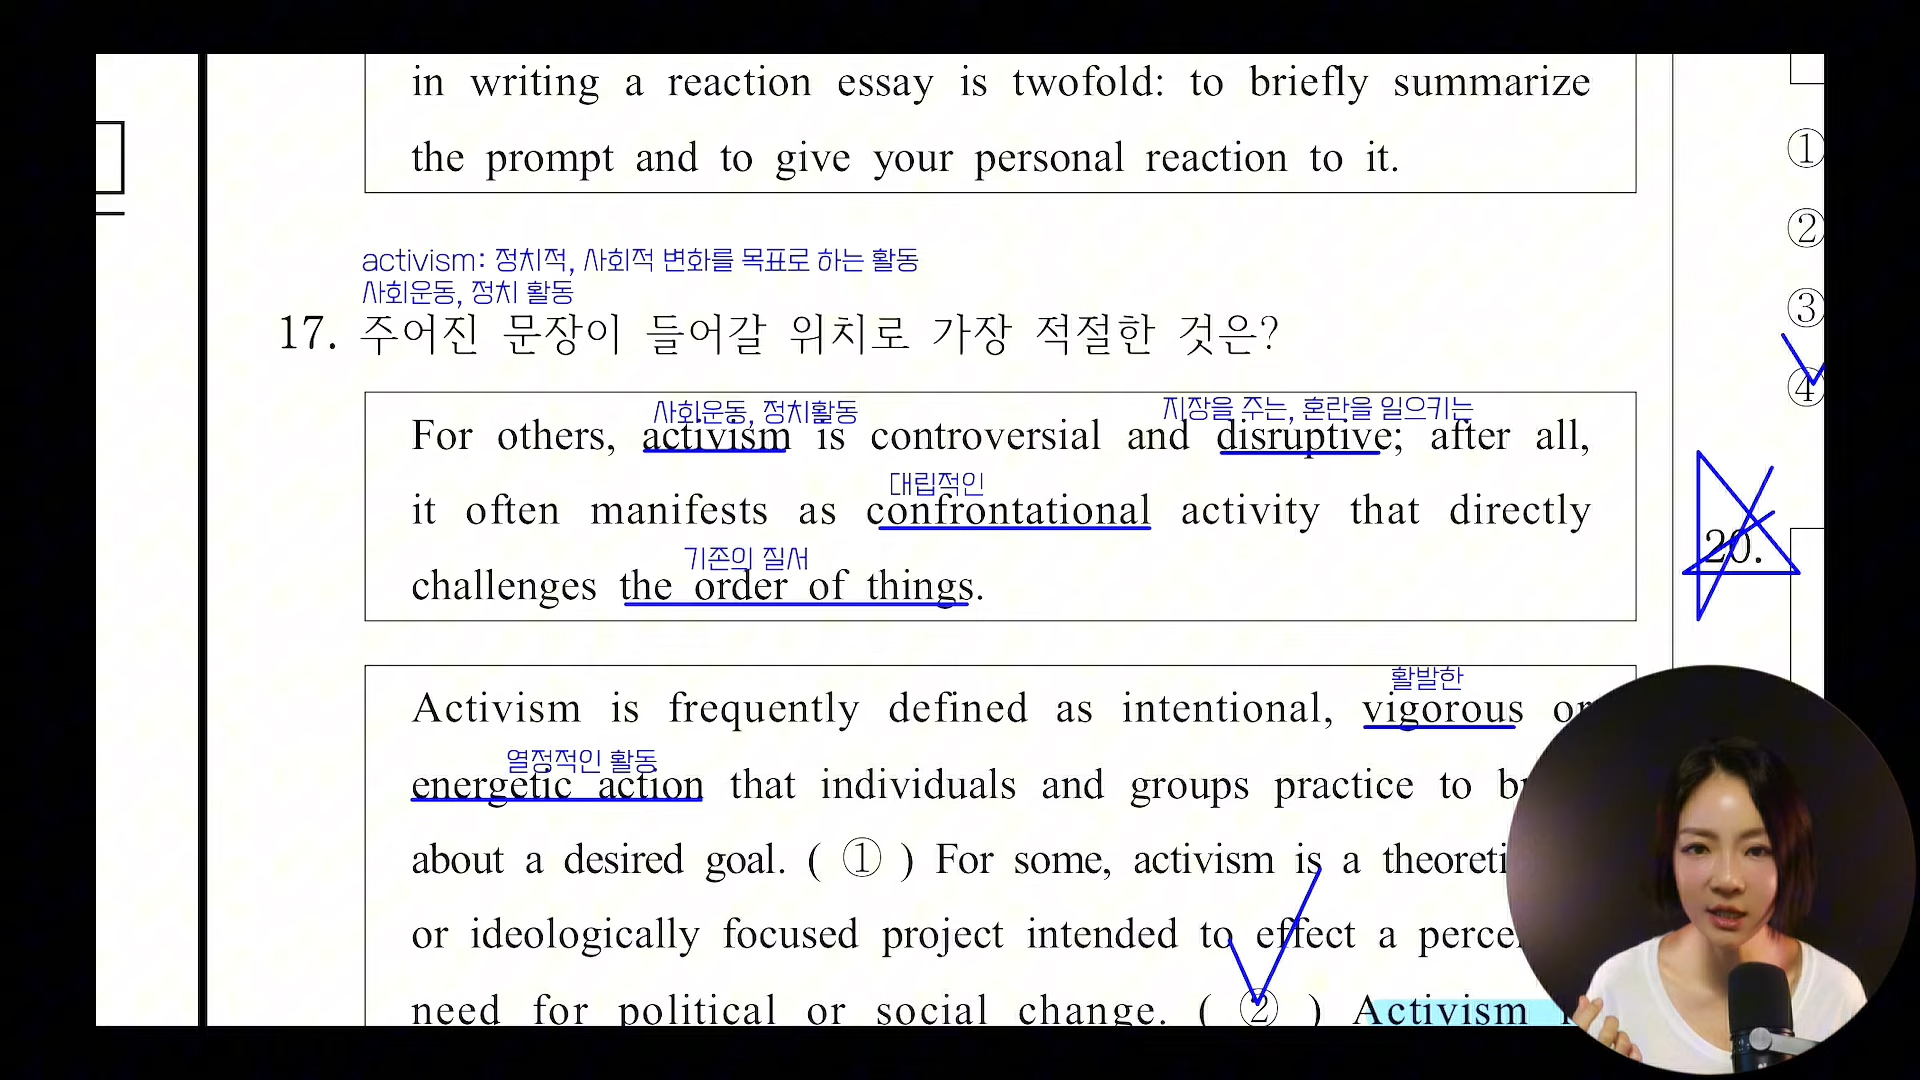 in writing a reaction essay is twofold: to briefly summarize
the prompt and to give your personal reaction to it.
activism: 정치적, 사회적 변화를 목표로 하는 활동
사회운동, 정치 활동
17. 주어진 문장이 들어갈 위치로 가장 적절한 것은?
사회운동, 정치활동
지장을 주는, 혼란을 일으키는
For others, activism is controversial and disruptive; after all,
대립적인
it often manifests as confrontational activity that directly
기존의 질서
challenges the order of things.
활발한
Activism is frequently defined as intentional, vigorous or
열정적인 활동
energetic action that individuals and groups practice to
about a desired goal. ( ① ) For some, activism is a
or ideologically focused project intended to effect a
need for political or social change. ( ② ) Activism
①
②
③
④
20.